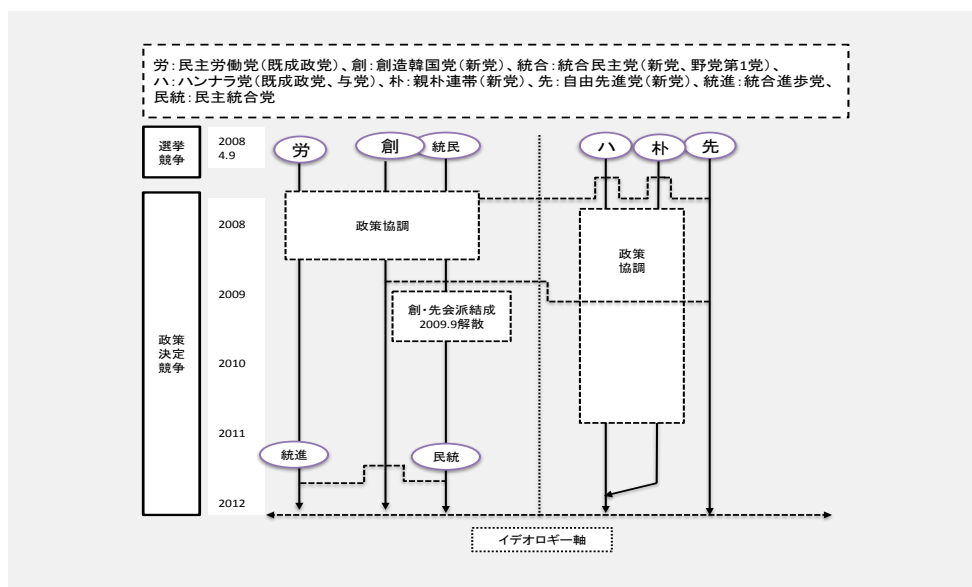 労：民主労働党（既成政党）、創：創造韓国党（新党）、統合：統合民主党（新党、野党第1党）、
ハ：ハンナラ党（既成政党、与党）、朴：親朴連帯（新党）、先：自由先進党（新党）、統進：統合進歩党、
民統：民主統合党
選挙
競争
2008
4.9
労
創
統民
ハ
朴
先
2008
政策協調
政策
協調
2009
創・先会派結成
2009.9解散
政策
決定
競争
2010
2011
統進
民統
2012
イデオロギー軸